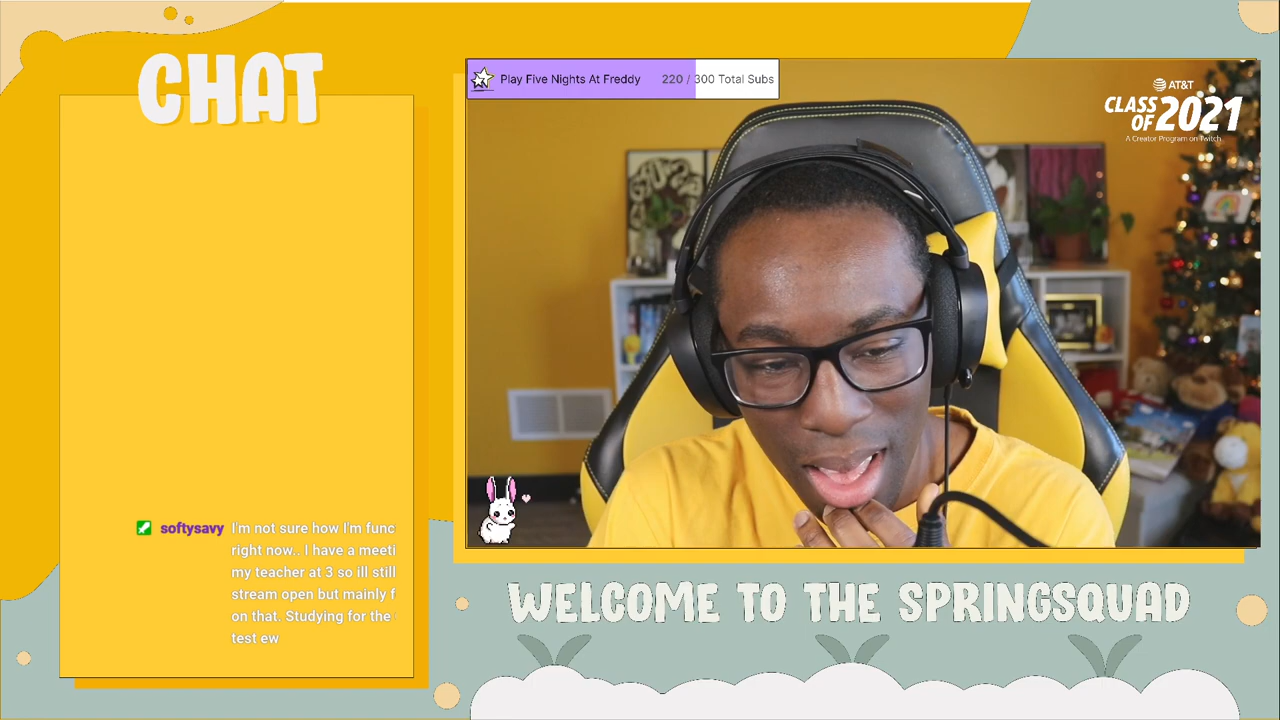 CHAT
Play Five Nights At Freddy 220 / 300 Total Subs
AT&T
CLASS
OF 2021
A Creator Program on Twitch
softysavy I'm not sure how I'm func
right now.. I have a meeti
my teacher at 3 so ill still
stream open but mainly f
on that. Studying for the
test ew
WELCOME TO THE SPRINGSQUAD